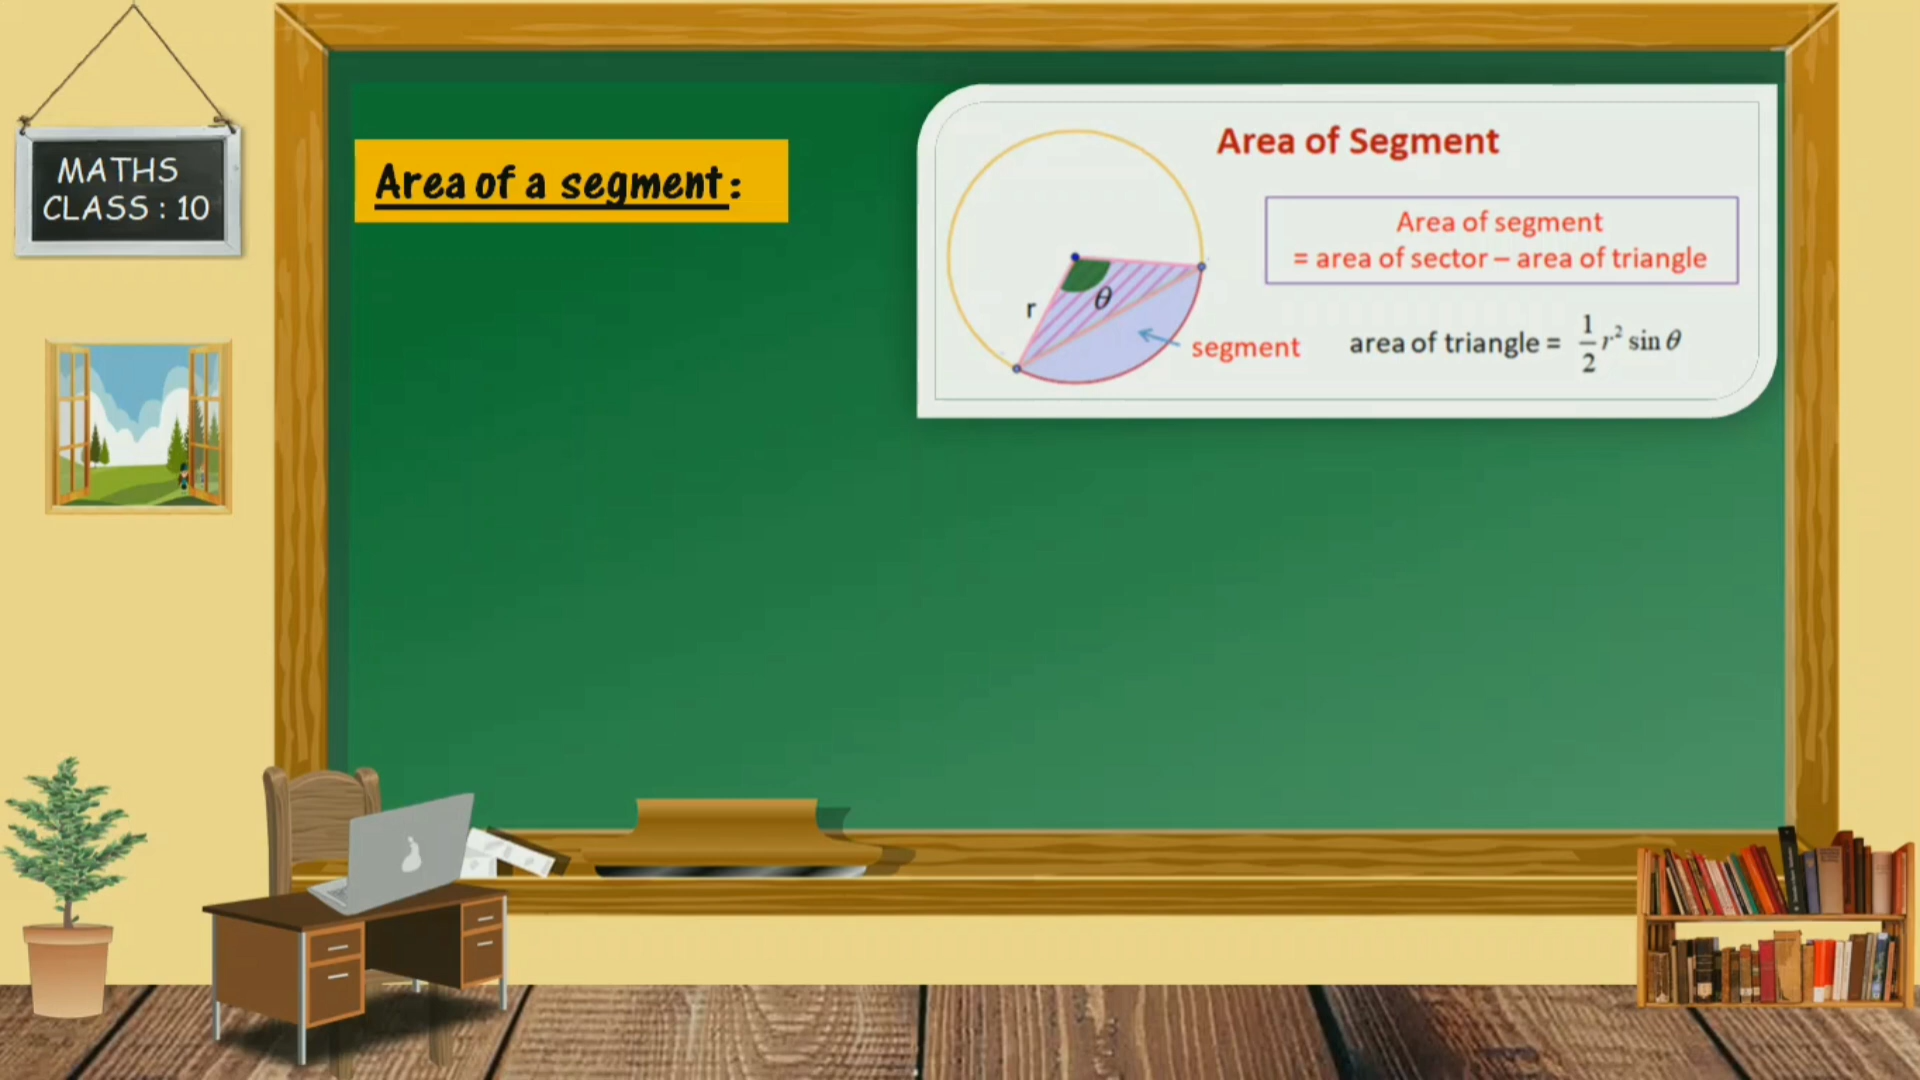 MATHS
CLASS : 10
Area of a segment :
Area of Segment
Area of segment
= area of sector – area of triangle
r
θ
segment
area of triangle = 1/2 r² sin θ